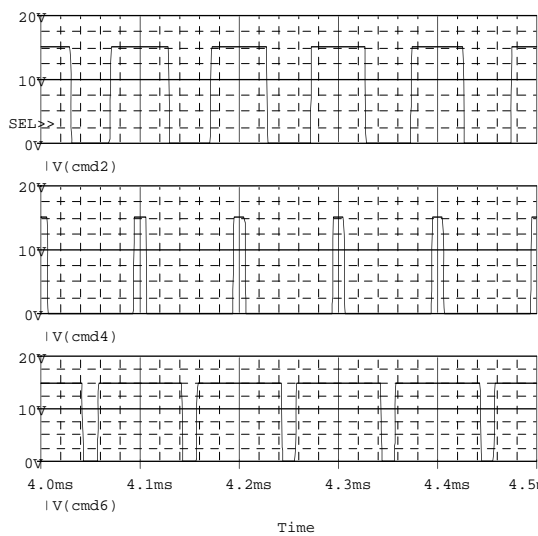 20V
10V
SEL>>
0V
V(cmd2)
20V
10V
0V
V(cmd4)
20V
10V
0V
4.0ms 4.1ms 4.2ms 4.3ms 4.4ms
V(cmd6)
Time